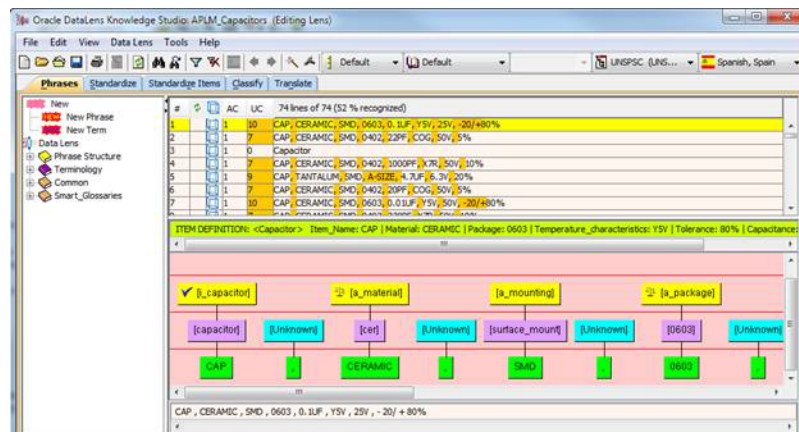 Oracle DataLens Knowledge Studio: APLM_Capacitors (Editing Lens)
File Edit View Data Lens Tools Help
Default Default UNSPSC (UNS... Spanish, Spain
Phrases Standardize Standardize Items Classify Translate
New
New Phrase
New Term
Data Lens
Phrase Structure
Terminology
Common
Smart_Glossaries
# AC UC 74 lines of 74 (52 % recognized)
1 1 10 CAP, CERAMIC, SMD, 0603, 0.1UF, Y5V, 25V, -20/+80%
2 1 7 CAP, CERAMIC, SMD, 0402, 22PF, COG, 50V, 5%
3 1 0 Capacitor
4 1 7 CAP, CERAMIC, SMD, 0402, 1000PF, X7R, 50V, 10%
5 1 9 CAP, TANTALUM, SMD, A-SIZE, 4.7UF, 6.3V, 20%
6 1 7 CAP, CERAMIC, SMD, 0402, 20PF, COG, 50V, 5%
7 1 10 CAP, CERAMIC, SMD, 0603, 0.01UF, Y5V, 50V, -20/+80%
ITEM DEFINITION: <Capacitor> Item_Name: CAP | Material: CERAMIC | Package: 0603 | Temperature_characteristics: Y5V | Tolerance: 80% | Capacitance:
[i_capacitor] [a_material] [a_mounting] [a_package]
[capacitor] [Unknown] [cer] [Unknown] [surface_mount] [Unknown] [0603] [Unknown]
CAP , CERAMIC , SMD , 0603 ,
CAP , CERAMIC , SMD , 0603 , 0.1UF , Y5V , 25V , - 20/ + 80%